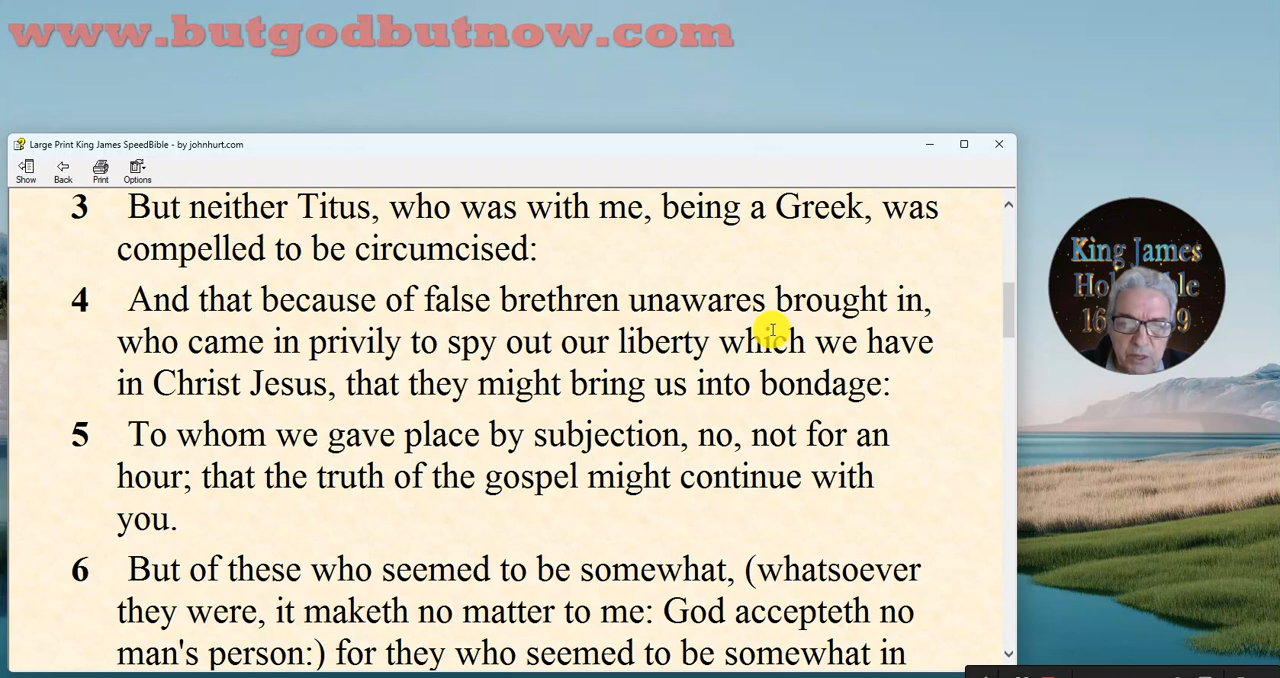 www.butgodbutnow.com
Large Print King James SpeedBible - by johnhurt.com
Show Back Print Options
3 But neither Titus, who was with me, being a Greek, was
compelled to be circumcised:
4 And that because of false brethren unawares brought in,
who came in privily to spy out our liberty which we have
in Christ Jesus, that they might bring us into bondage:
5 To whom we gave place by subjection, no, not for an
hour; that the truth of the gospel might continue with
you.
6 But of these who seemed to be somewhat, (whatsoever
they were, it maketh no matter to me: God accepteth no
man's person:) for they who seemed to be somewhat in
King James